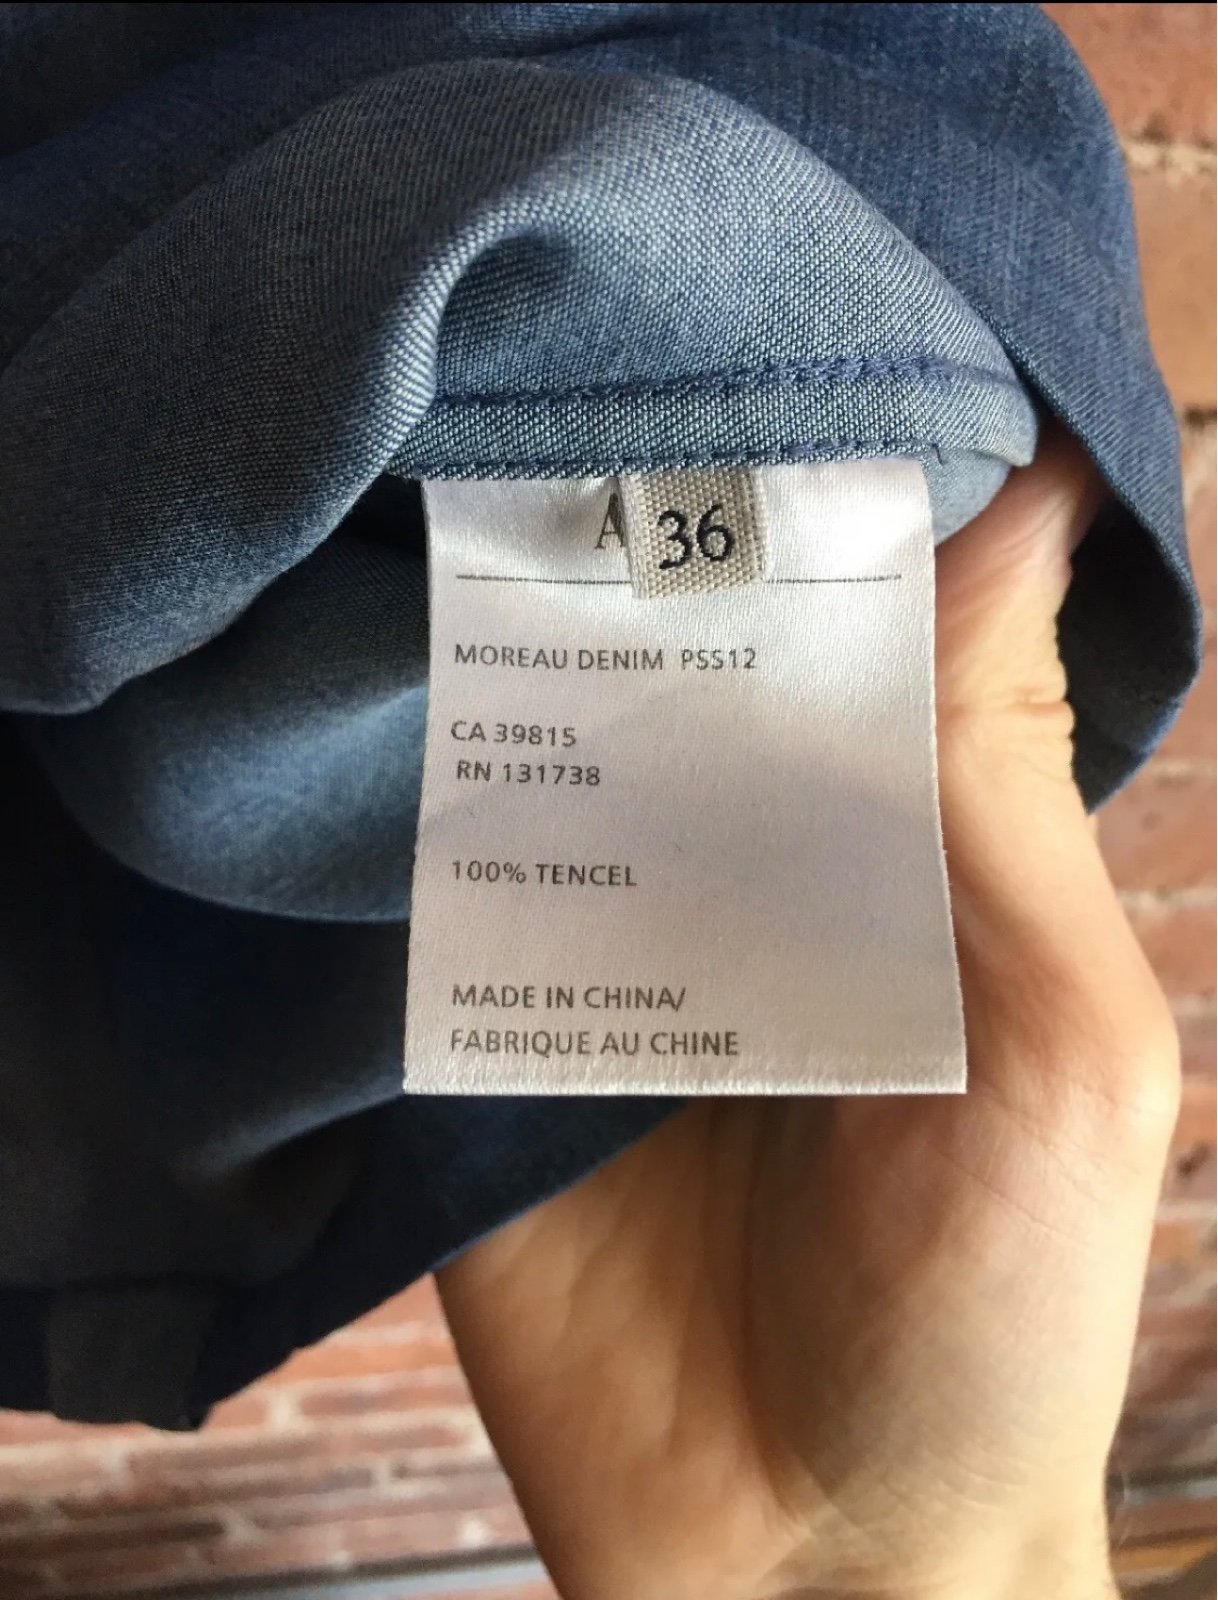 36
MOREAU DENIM PSS12
CA 39815
RN 131738
100% TENCEL
MADE IN CHINA/
FABRIQUE AU CHINE